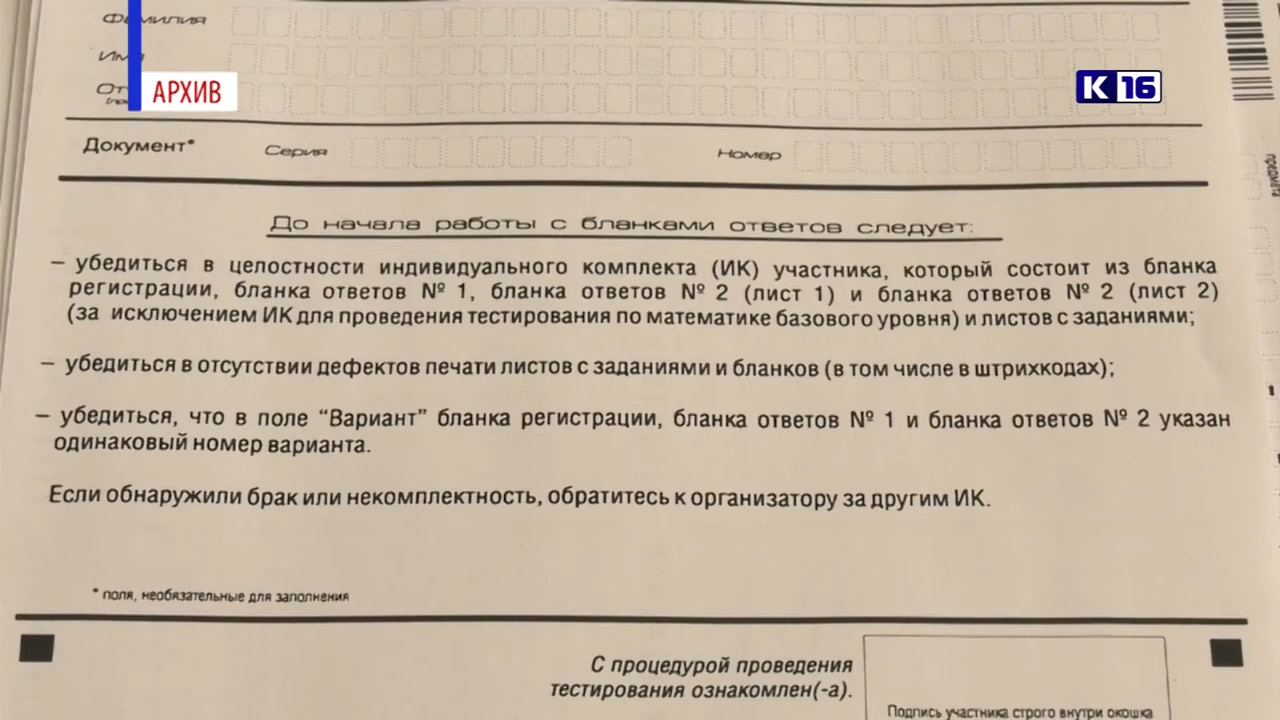 Фамилия
Имя
АРХИВ
К 16
Документ*
Серия
Номер
До начала работы с бланками ответов следует:
– убедиться в целостности индивидуального комплекта (ИК) участника, который состоит из бланка
регистрации, бланка ответов № 1, бланка ответов № 2 (лист 1) и бланка ответов № 2 (лист 2)
(за исключением ИК для проведения тестирования по математике базового уровня) и листов с заданиями;
– убедиться в отсутствии дефектов печати листов с заданиями и бланков (в том числе в штрихкодах);
– убедиться, что в поле “Вариант” бланка регистрации, бланка ответов № 1 и бланка ответов № 2 указан
одинаковый номер варианта.
Если обнаружили брак или некомплектность, обратитесь к организатору за другим ИК.
* поля, необязательные для заполнения
С процедурой проведения
тестирования ознакомлен(-а).
Подпись участника строго внутри окошка
предмета